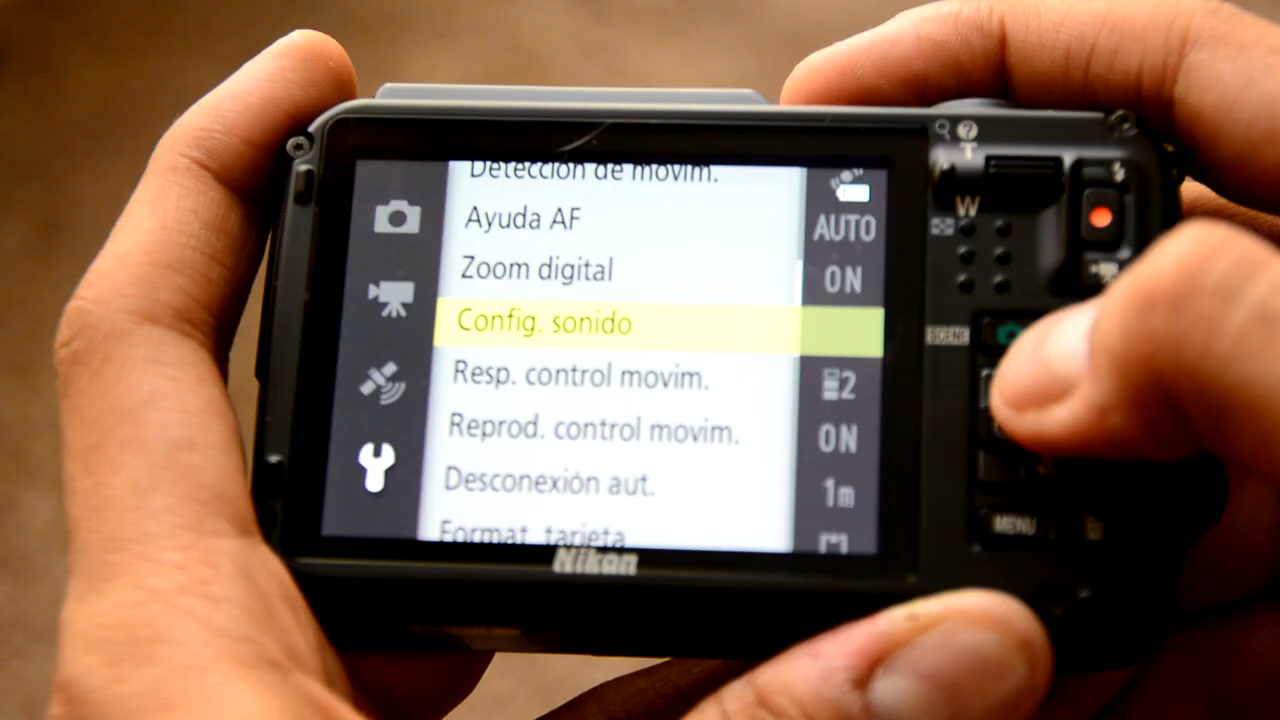 Detección de movim.
Ayuda AF AUTO
Zoom digital ON
Config. sonido
Resp. control movim. 2
Reprod. control movim. ON
Desconexión aut. 1m
Format. tarjeta
Nikon
T
W
SCENE
MENU